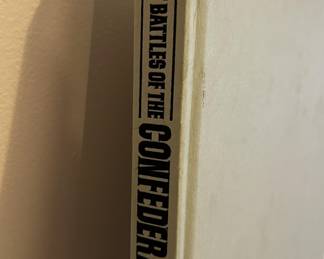 BATTLES OF THE
CONFEDER